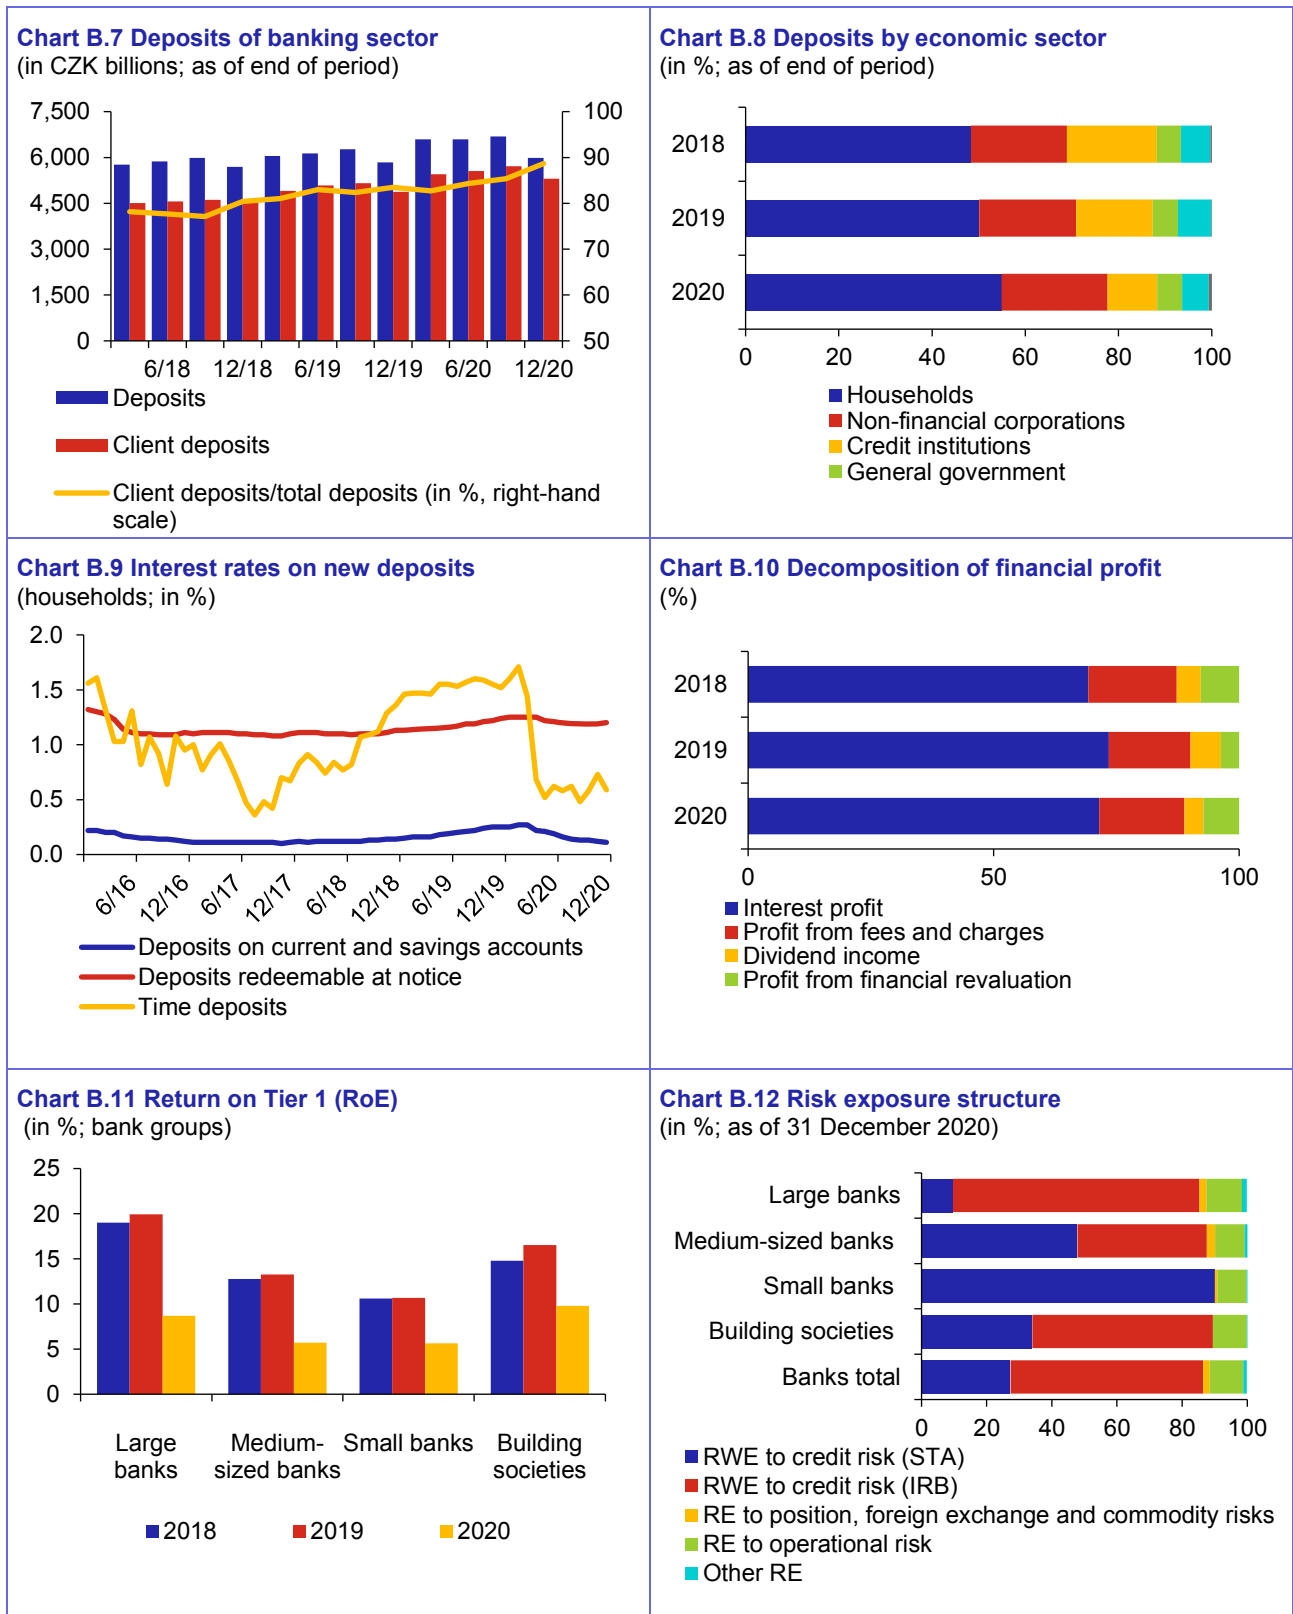 Chart B.7 Deposits of banking sector
(in CZK billions; as of end of period)
7,500
6,000
4,500
3,000
1,500
0
100
90
80
70
60
50
6/18 12/18 6/19 12/19 6/20 12/20
Deposits
Client deposits
Client deposits/total deposits (in %, right-hand
scale)
Chart B.8 Deposits by economic sector
(in %; as of end of period)
2018
2019
2020
0 20 40 60 80 100
Households
Non-financial corporations
Credit institutions
General government
Chart B.9 Interest rates on new deposits
(households; in %)
2.0
1.5
1.0
0.5
0.0
6/16 12/16 6/17 12/17 6/18 12/18 6/19 12/19 6/20 12/20
Deposits on current and savings accounts
Deposits redeemable at notice
Time deposits
Chart B.10 Decomposition of financial profit
(%)
2018
2019
2020
0 50 100
Interest profit
Profit from fees and charges
Dividend income
Profit from financial revaluation
Chart B.11 Return on Tier 1 (RoE)
(in %; bank groups)
25
20
15
10
5
0
Large
banks
Medium-
sized banks
Small banks
Building
societies
2018 2019 2020
Chart B.12 Risk exposure structure
(in %; as of 31 December 2020)
Large banks
Medium-sized banks
Small banks
Building societies
Banks total
0 20 40 60 80 100
RWE to credit risk (STA)
RWE to credit risk (IRB)
RE to position, foreign exchange and commodity risks
RE to operational risk
Other RE